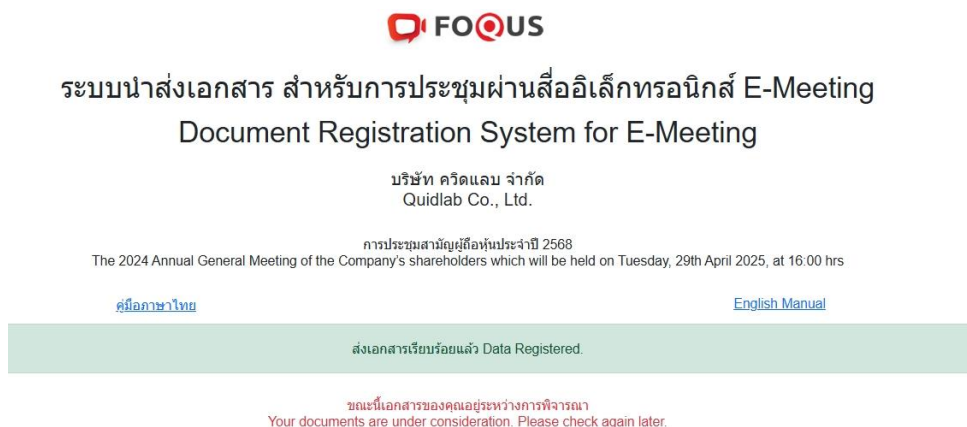 FOQUS
ระบบนำส่งเอกสาร สำหรับการประชุมผ่านสื่ออิเล็กทรอนิกส์ E-Meeting
Document Registration System for E-Meeting
บริษัท ควิดแลบ จำกัด
Quidlab Co., Ltd.
การประชุมสามัญผู้ถือหุ้นประจำปี 2568
The 2024 Annual General Meeting of the Company's shareholders which will be held on Tuesday, 29th April 2025, at 16:00 hrs
คู่มือภาษาไทย
English Manual
ส่งเอกสารเรียบร้อยแล้ว Data Registered.
ขณะนี้เอกสารของคุณอยู่ระหว่างการพิจารณา
Your documents are under consideration. Please check again later.